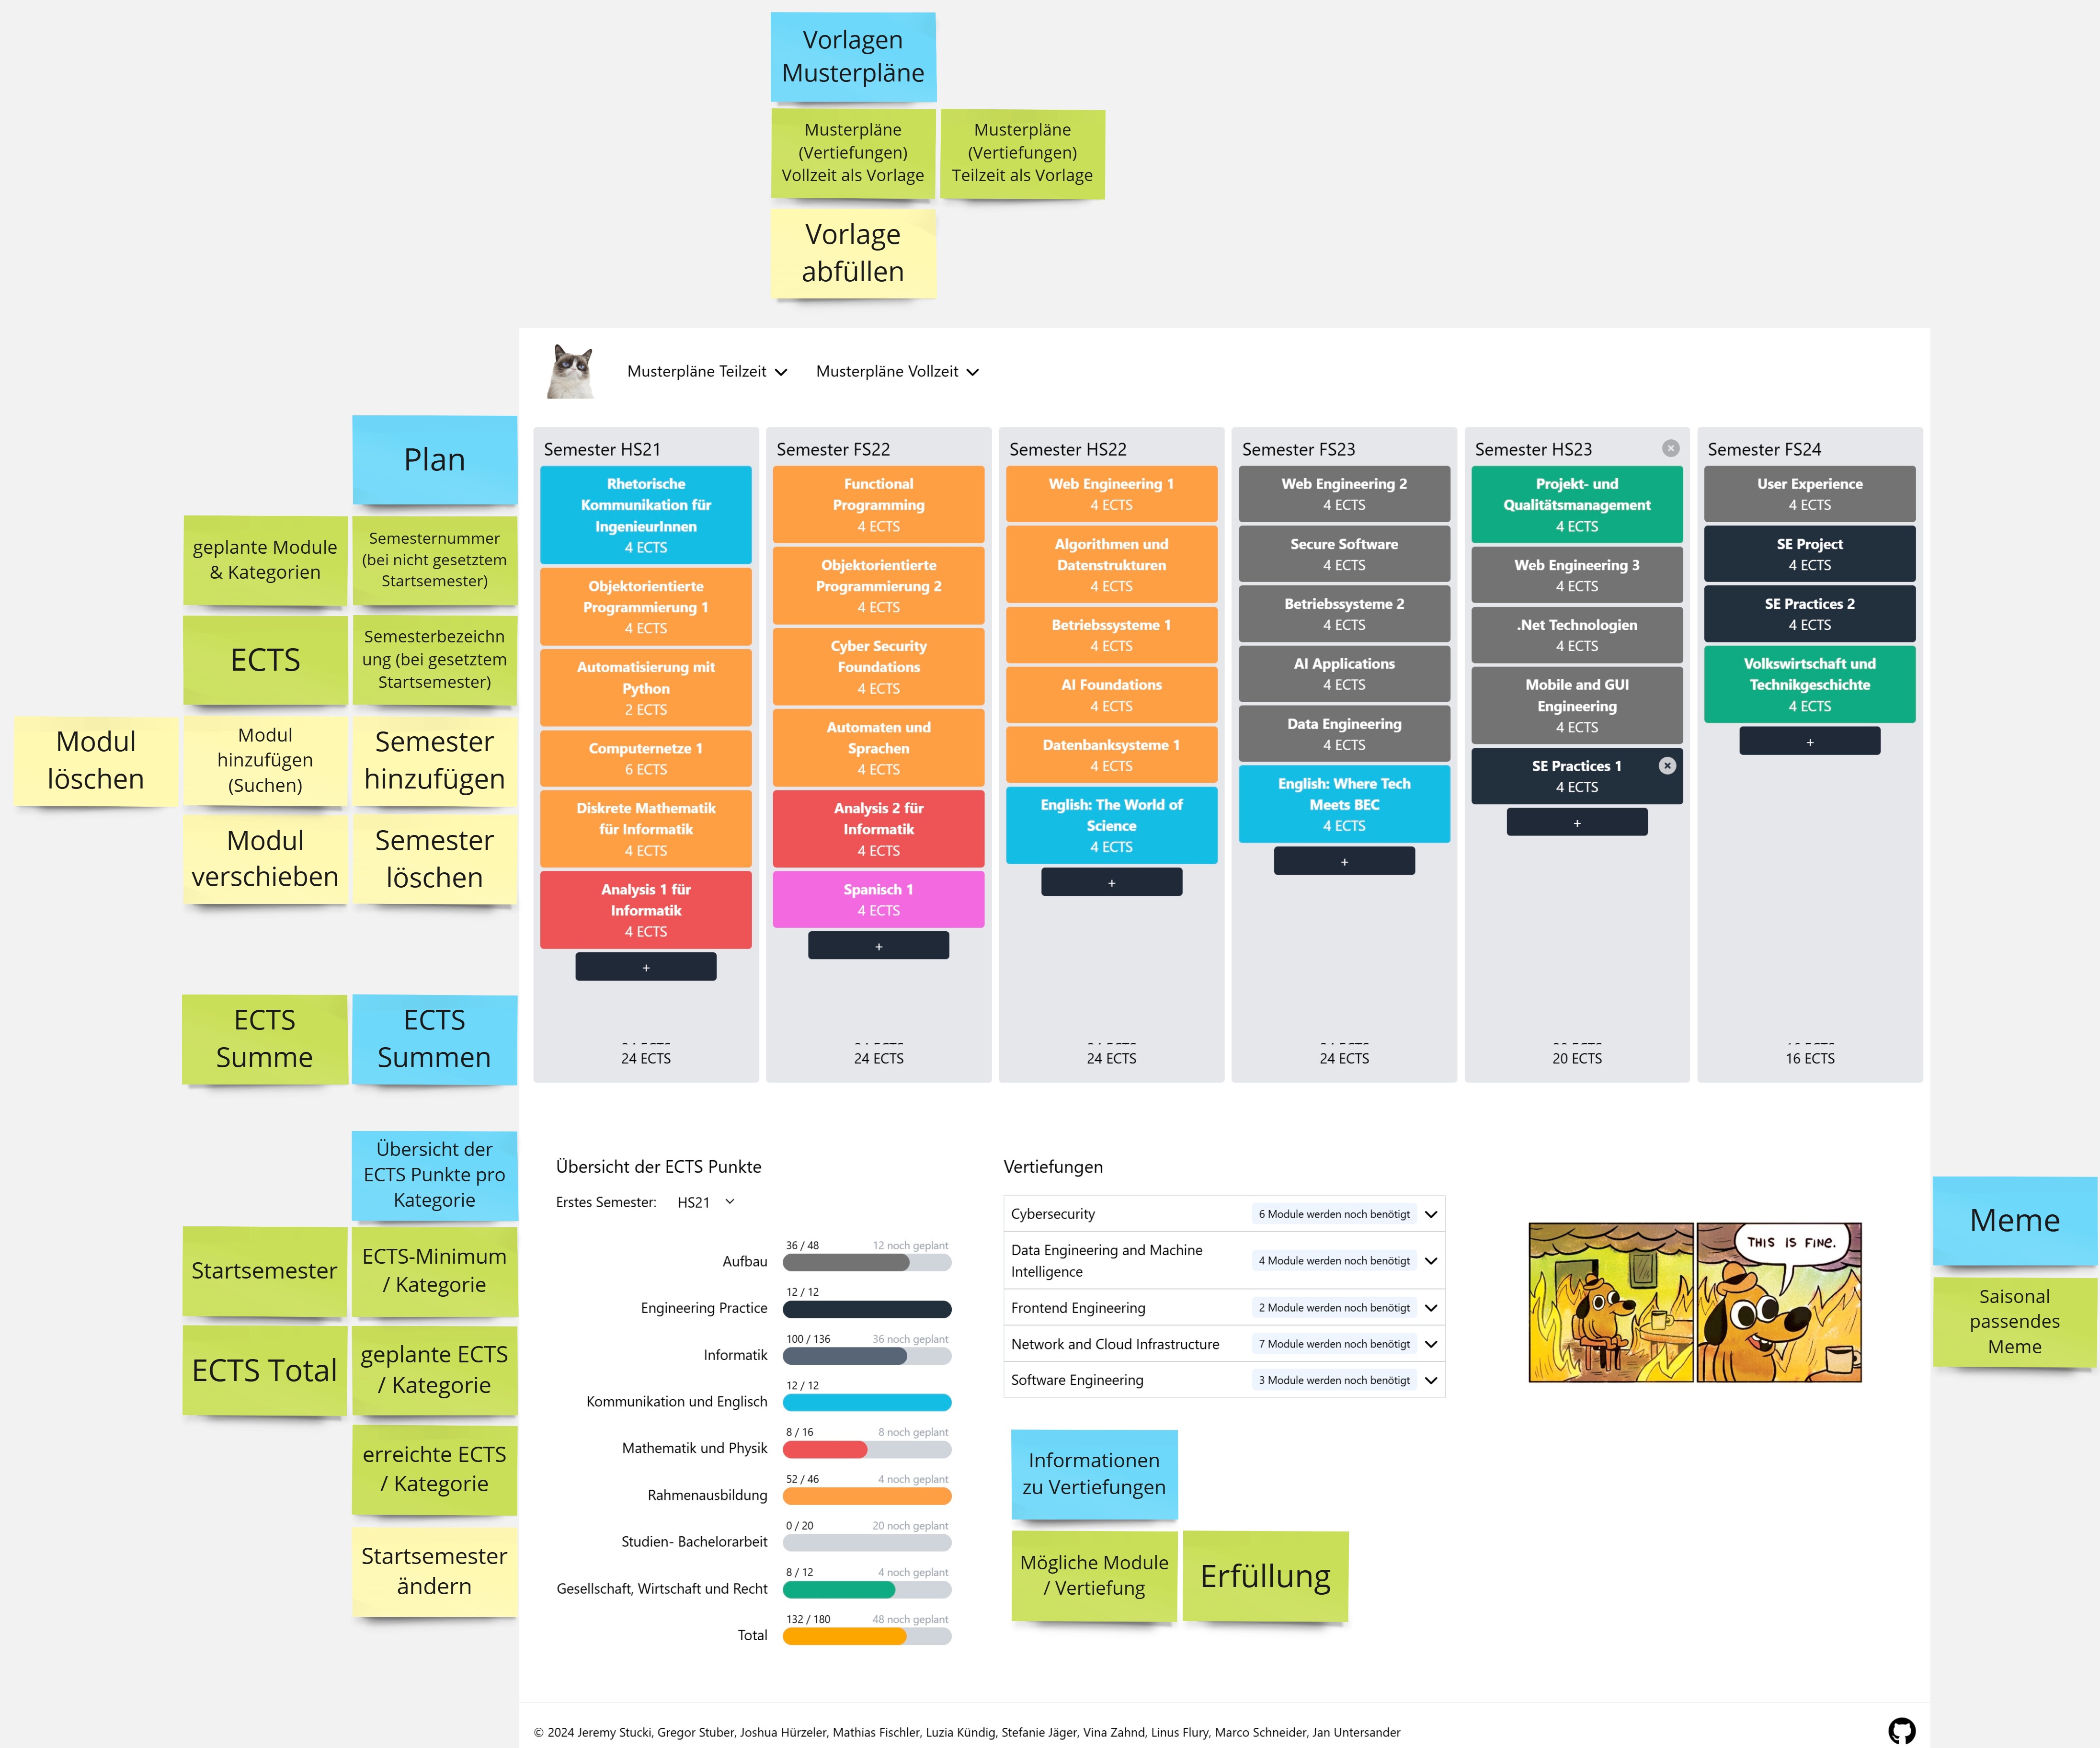 Vorlagen
Musterpläne
Musterpläne
(Vertiefungen)
Vollzeit als Vorlage
Musterpläne
(Vertiefungen)
Teilzeit als Vorlage
Vorlage
abfüllen
Musterpläne Teilzeit
Musterpläne Vollzeit
Plan
geplante Module
& Kategorien
Semesternummer
(bei nicht gesetztem
Startsemester)
ECTS
Semesterbezeichn
ung (bei gesetztem
Startsemester)
Modul
löschen
Modul
hinzufügen
(Suchen)
Semester
hinzufügen
Modul
verschieben
Semester
löschen
Semester HS21
Rhetorische
Kommunikation für
IngenieurInnen
4 ECTS
Objektorientierte
Programmierung 1
4 ECTS
Automatisierung mit
Python
2 ECTS
Computernetze 1
6 ECTS
Diskrete Mathematik
für Informatik
4 ECTS
Analysis 1 für
Informatik
4 ECTS
+
24 ECTS
Semester FS22
Functional
Programming
4 ECTS
Objektorientierte
Programmierung 2
4 ECTS
Cyber Security
Foundations
4 ECTS
Automaten und
Sprachen
4 ECTS
Analysis 2 für
Informatik
4 ECTS
Spanisch 1
4 ECTS
+
24 ECTS
Semester HS22
Web Engineering 1
4 ECTS
Algorithmen und
Datenstrukturen
4 ECTS
Betriebssysteme 1
4 ECTS
AI Foundations
4 ECTS
Datenbanksysteme 1
4 ECTS
English: The World of
Science
4 ECTS
+
24 ECTS
Semester FS23
Web Engineering 2
4 ECTS
Secure Software
4 ECTS
Betriebssysteme 2
4 ECTS
AI Applications
4 ECTS
Data Engineering
4 ECTS
English: Where Tech
Meets BEC
4 ECTS
+
24 ECTS
Semester HS23
Projekt- und
Qualitätsmanagement
4 ECTS
Web Engineering 3
4 ECTS
.Net Technologien
4 ECTS
Mobile and GUI
Engineering
4 ECTS
SE Practices 1
4 ECTS
+
20 ECTS
Semester FS24
User Experience
4 ECTS
SE Project
4 ECTS
SE Practices 2
4 ECTS
Volkswirtschaft und
Technikgeschichte
4 ECTS
+
16 ECTS
ECTS
Summe
ECTS
Summen
Übersicht der
ECTS Punkte pro
Kategorie
Startsemester
ECTS-Minimum
/ Kategorie
ECTS Total
geplante ECTS
/ Kategorie
erreichte ECTS
/ Kategorie
Startsemester
ändern
Übersicht der ECTS Punkte
Erstes Semester: HS21
36 / 48 12 noch geplant
Aufbau
12 / 12
Engineering Practice
100 / 136 36 noch geplant
Informatik
12 / 12
Kommunikation und Englisch
8 / 16 8 noch geplant
Mathematik und Physik
52 / 46 4 noch geplant
Rahmenausbildung
0 / 20 20 noch geplant
Studien- Bachelorarbeit
8 / 12 4 noch geplant
Gesellschaft, Wirtschaft und Recht
132 / 180 48 noch geplant
Total
Vertiefungen
Cybersecurity 6 Module werden noch benötigt
Data Engineering and Machine
Intelligence 4 Module werden noch benötigt
Frontend Engineering 2 Module werden noch benötigt
Network and Cloud Infrastructure 7 Module werden noch benötigt
Software Engineering 3 Module werden noch benötigt
Informationen
zu Vertiefungen
Mögliche Module
/ Vertiefung
Erfüllung
THIS IS FINE.
Meme
Saisonal
passendes
Meme
© 2024 Jeremy Stucki, Gregor Stuber, Joshua Hürzeler, Mathias Fischler, Luzia Kündig, Stefanie Jäger, Vina Zahnd, Linus Flury, Marco Schneider, Jan Untersander